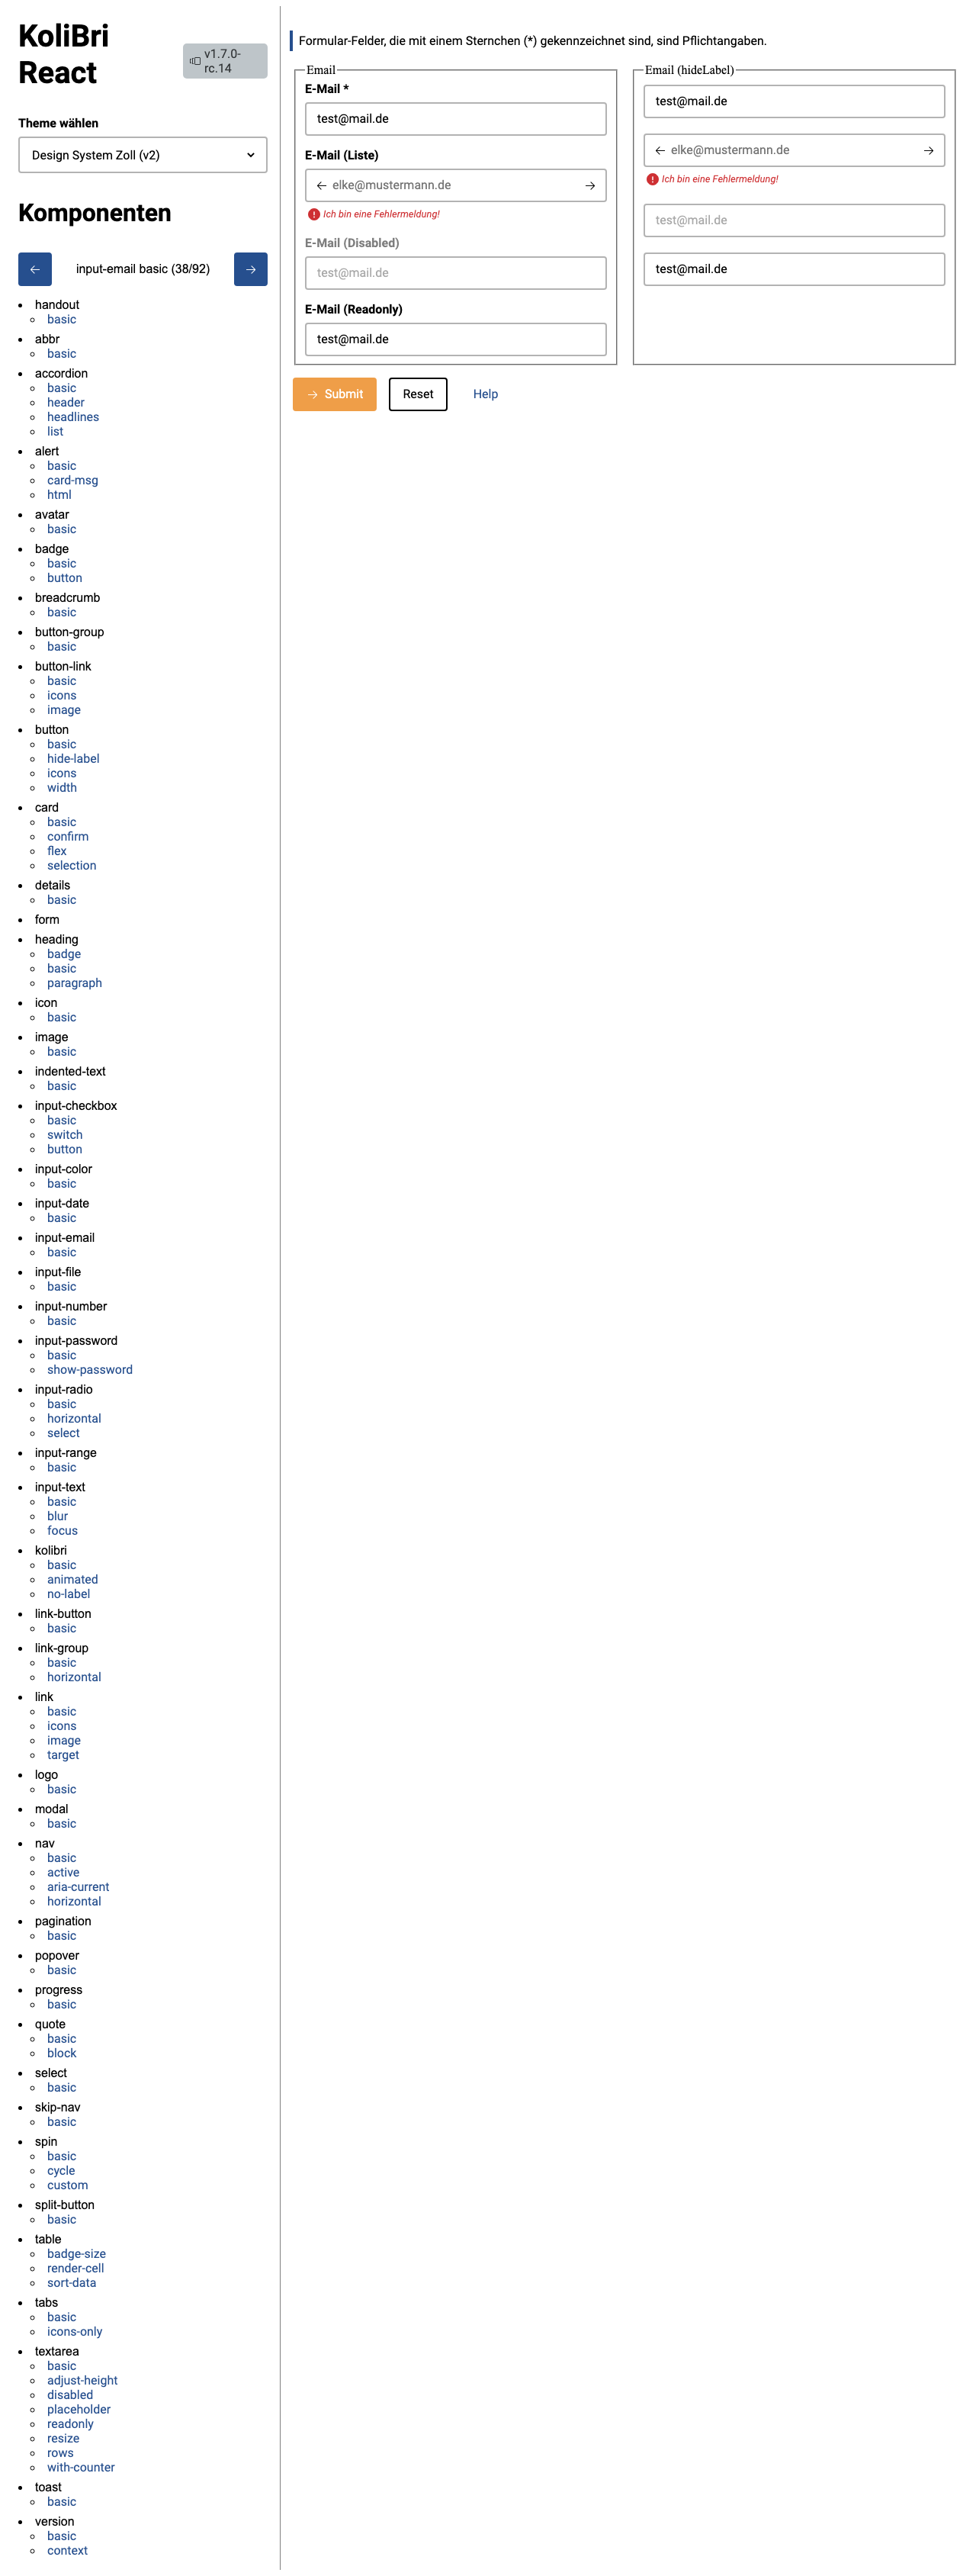 KoliBri
React
v1.7.0-
rc.14
Theme wählen
Design System Zoll (v2)
Komponenten
← input-email basic (38/92) →
handout
basic
abbr
basic
accordion
basic
header
headlines
list
alert
basic
card-msg
html
avatar
basic
badge
basic
button
breadcrumb
basic
button-group
basic
button-link
basic
icons
image
button
basic
hide-label
icons
width
card
basic
confirm
flex
selection
details
basic
form
heading
badge
basic
paragraph
icon
basic
image
basic
indented-text
basic
input-checkbox
basic
switch
button
input-color
basic
input-date
basic
input-email
basic
input-file
basic
input-number
basic
input-password
basic
show-password
input-radio
basic
horizontal
select
input-range
basic
input-text
basic
blur
focus
kolibri
basic
animated
no-label
link-button
basic
link-group
basic
horizontal
link
basic
icons
image
target
logo
basic
modal
basic
nav
basic
active
aria-current
horizontal
pagination
basic
popover
basic
progress
basic
quote
basic
block
select
basic
skip-nav
basic
spin
basic
cycle
custom
split-button
basic
table
badge-size
render-cell
sort-data
tabs
basic
icons-only
textarea
basic
adjust-height
disabled
placeholder
readonly
resize
rows
with-counter
toast
basic
version
basic
context
Formular-Felder, die mit einem Sternchen (*) gekennzeichnet sind, sind Pflichtangaben.
Email
E-Mail *
test@mail.de
E-Mail (Liste)
← elke@mustermann.de →
Ich bin eine Fehlermeldung!
E-Mail (Disabled)
test@mail.de
E-Mail (Readonly)
test@mail.de
Email (hideLabel)
test@mail.de
← elke@mustermann.de →
Ich bin eine Fehlermeldung!
test@mail.de
test@mail.de
→ Submit
Reset
Help